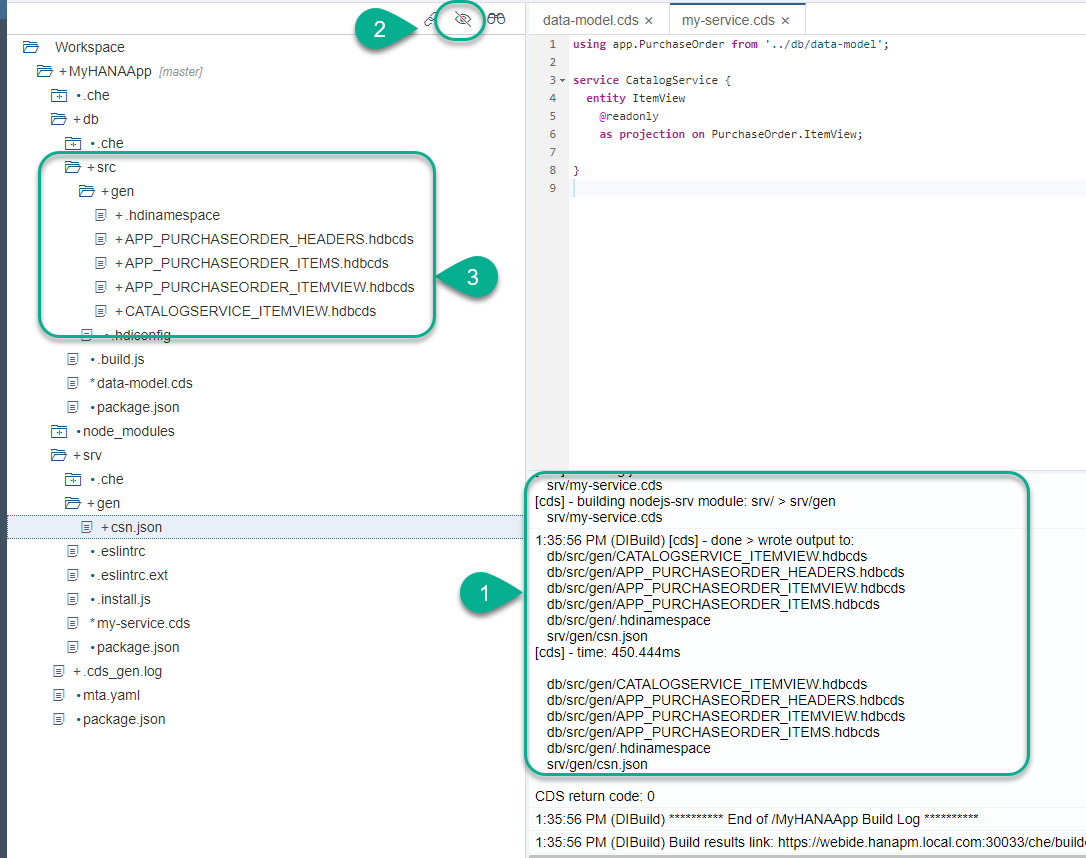 2
Workspace
+ MyHANAApp [master]
• .che
+ db
• .che
+ src
+ gen
+ .hdinamespace
+ APP_PURCHASEORDER_HEADERS.hdbcds
+ APP_PURCHASEORDER_ITEMS.hdbcds
+ APP_PURCHASEORDER_ITEMVIEW.hdbcds
+ CATALOGSERVICE_ITEMVIEW.hdbcds
3
• .hdiconfig
• .build.js
* data-model.cds
• package.json
• node_modules
+ srv
• .che
+ gen
+ csn.json
• .eslintrc
• .eslintrc.ext
• .install.js
* my-service.cds
• package.json
+ .cds_gen.log
• mta.yaml
• package.json
data-model.cds × my-service.cds ×
1 using app.PurchaseOrder from '../db/data-model';
2
3 service CatalogService {
4 entity ItemView
5 @readonly
6 as projection on PurchaseOrder.ItemView;
7
8 }
9
1
srv/my-service.cds
[cds] - building nodejs-srv module: srv/ > srv/gen
srv/my-service.cds
1:35:56 PM (DIBuild) [cds] - done > wrote output to:
db/src/gen/CATALOGSERVICE_ITEMVIEW.hdbcds
db/src/gen/APP_PURCHASEORDER_HEADERS.hdbcds
db/src/gen/APP_PURCHASEORDER_ITEMVIEW.hdbcds
db/src/gen/APP_PURCHASEORDER_ITEMS.hdbcds
db/src/gen/.hdinamespace
srv/gen/csn.json
[cds] - time: 450.444ms
db/src/gen/CATALOGSERVICE_ITEMVIEW.hdbcds
db/src/gen/APP_PURCHASEORDER_HEADERS.hdbcds
db/src/gen/APP_PURCHASEORDER_ITEMVIEW.hdbcds
db/src/gen/APP_PURCHASEORDER_ITEMS.hdbcds
db/src/gen/.hdinamespace
srv/gen/csn.json
CDS return code: 0
1:35:56 PM (DIBuild) ********** End of /MyHANAApp Build Log **********
1:35:56 PM (DIBuild) Build results link: https://webide.hanapm.local.com:30033/che/builde